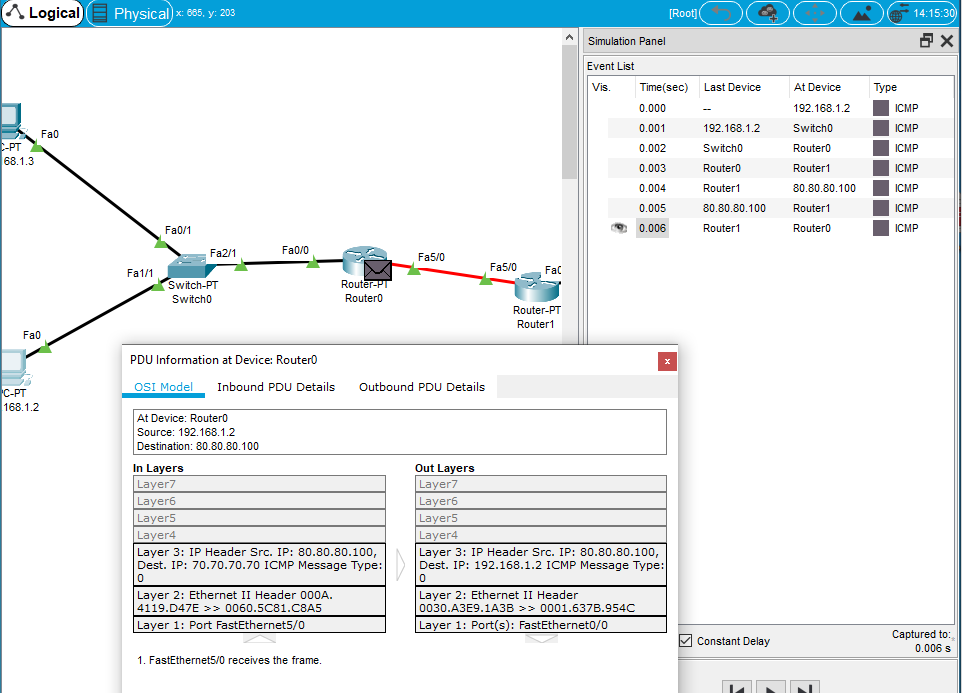 Logical
Physical
x: 665, y: 203
[Root]
14:15:30
Simulation Panel
Event List
Vis. Time(sec) Last Device At Device Type
0.000 -- 192.168.1.2 ICMP
0.001 192.168.1.2 Switch0 ICMP
0.002 Switch0 Router0 ICMP
0.003 Router0 Router1 ICMP
0.004 Router1 80.80.80.100 ICMP
0.005 80.80.80.100 Router1 ICMP
0.006 Router1 Router0 ICMP
Fa0
C-PT
68.1.3
Fa0/1
Fa2/1
Fa0/0
Fa5/0
Fa5/0
Fa0
Fa1/1
Switch-PT
Switch0
Router-PT
Router0
Router-PT
Router1
Fa0
PC-PT
168.1.2
PDU Information at Device: Router0
x
OSI Model
Inbound PDU Details
Outbound PDU Details
At Device: Router0
Source: 192.168.1.2
Destination: 80.80.80.100
In Layers
Layer7
Layer6
Layer5
Layer4
Layer 3: IP Header Src. IP: 80.80.80.100,
Dest. IP: 70.70.70.70 ICMP Message Type:
0
Layer 2: Ethernet II Header 000A.
4119.D47E >> 0060.5C81.C8A5
Layer 1: Port FastEthernet5/0
Out Layers
Layer7
Layer6
Layer5
Layer4
Layer 3: IP Header Src. IP: 80.80.80.100,
Dest. IP: 192.168.1.2 ICMP Message Type:
0
Layer 2: Ethernet II Header
0030.A3E9.1A3B >> 0001.637B.954C
Layer 1: Port(s): FastEthernet0/0
1. FastEthernet5/0 receives the frame.
Constant Delay
Captured to:
0.006 s